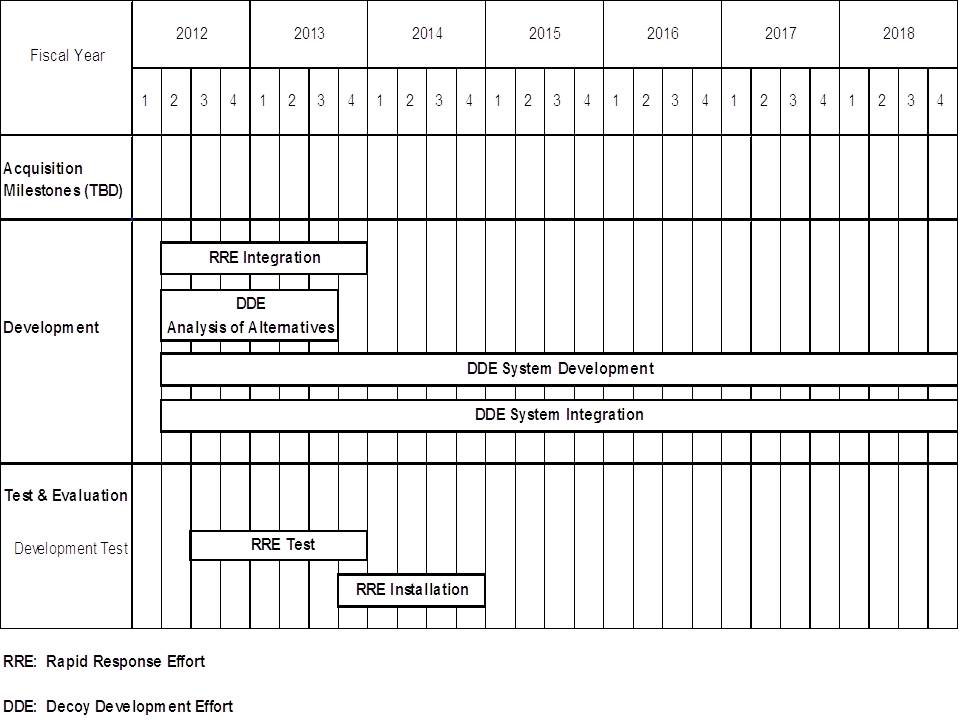 Fiscal Year
2012 2013 2014 2015 2016 2017 2018
1 2 3 4 1 2 3 4 1 2 3 4 1 2 3 4 1 2 3 4 1 2 3 4 1 2 3 4
Acquisition
Milestones (TBD)
Development
RRE Integration
DDE
Analysis of Alternatives
DDE System Development
DDE System Integration
Test & Evaluation
Development Test
RRE Test
RRE Installation
RRE: Rapid Response Effort
DDE: Decoy Development Effort